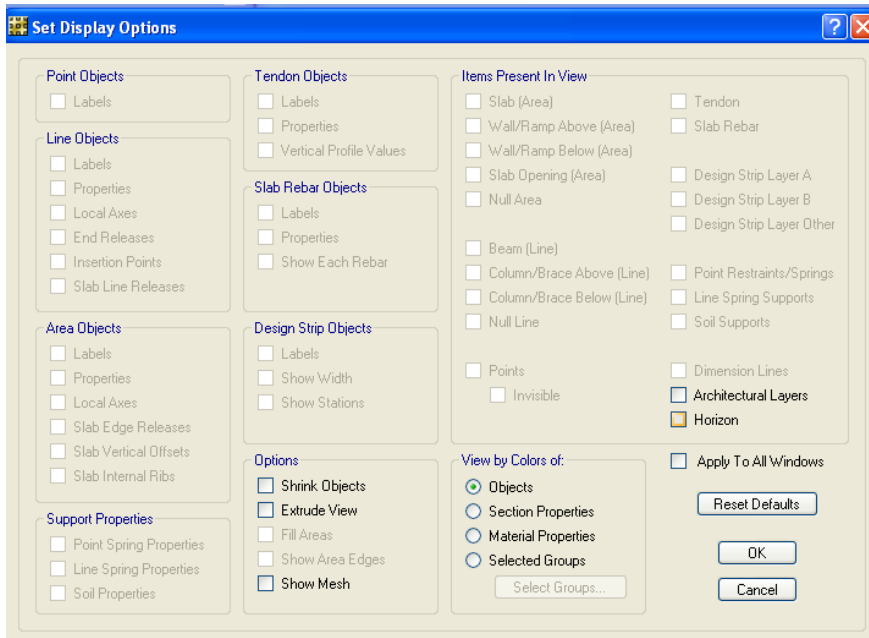 Set Display Options
Point Objects
Labels
Line Objects
Labels
Properties
Local Axes
End Releases
Insertion Points
Slab Line Releases
Area Objects
Labels
Properties
Local Axes
Slab Edge Releases
Slab Vertical Offsets
Slab Internal Ribs
Support Properties
Point Spring Properties
Line Spring Properties
Soil Properties
Tendon Objects
Labels
Properties
Vertical Profile Values
Slab Rebar Objects
Labels
Properties
Show Each Rebar
Design Strip Objects
Labels
Show Width
Show Stations
Options
Shrink Objects
Extrude View
Fill Areas
Show Area Edges
Show Mesh
Items Present In View
Slab (Area)
Wall/Ramp Above (Area)
Wall/Ramp Below (Area)
Slab Opening (Area)
Null Area
Beam (Line)
Column/Brace Above (Line)
Column/Brace Below (Line)
Null Line
Points
Invisible
Tendon
Slab Rebar
Design Strip Layer A
Design Strip Layer B
Design Strip Layer Other
Point Restraints/Springs
Line Spring Supports
Soil Supports
Dimension Lines
Architectural Layers
Horizon
View by Colors of:
Objects
Section Properties
Material Properties
Selected Groups
Select Groups...
Apply To All Windows
Reset Defaults
OK
Cancel